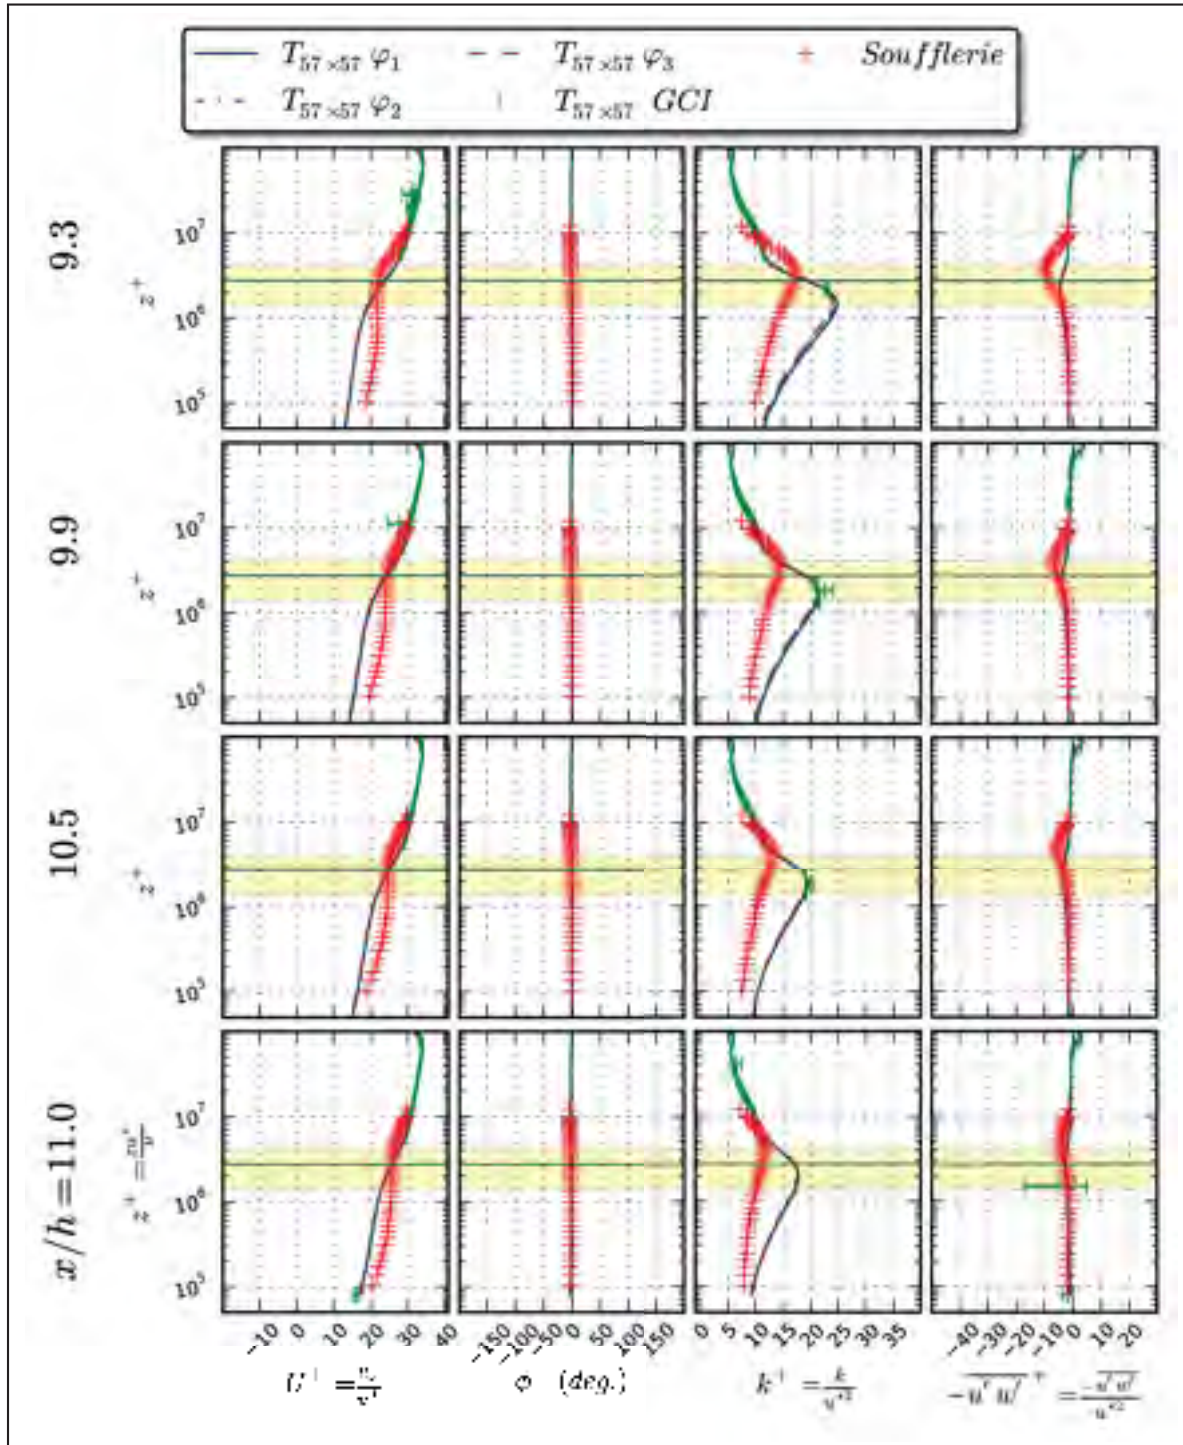 T57×57 φ1 T57×57 φ3 Soufflerie
T57×57 φ2 T57×57 GCI
9.3
z+
10^7
10^6
10^5
9.9
z+
10^7
10^6
10^5
10.5
z+
10^7
10^6
10^5
x/h=11.0
10^7
10^6
10^5
−10 0 10 20 30 40
−150 −100 −50 0 50 100 150
0 5 10 15 20 25 30 35
−40 −30 −20 −10 0 10 20
(deg.)
k+ = k/u*2